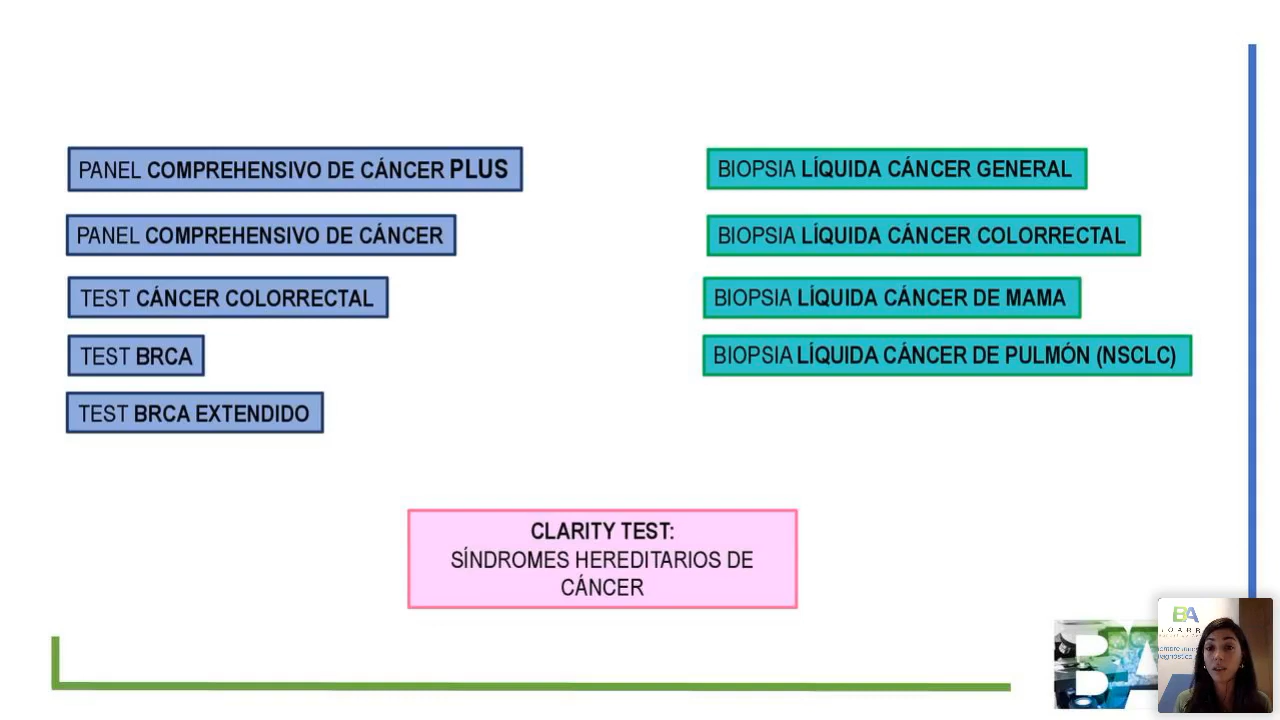 PANEL COMPREHENSIVO DE CÁNCER PLUS
PANEL COMPREHENSIVO DE CÁNCER
TEST CÁNCER COLORRECTAL
TEST BRCA
TEST BRCA EXTENDIDO
BIOPSIA LÍQUIDA CÁNCER GENERAL
BIOPSIA LÍQUIDA CÁNCER COLORRECTAL
BIOPSIA LÍQUIDA CÁNCER DE MAMA
BIOPSIA LÍQUIDA CÁNCER DE PULMÓN (NSCLC)
CLARITY TEST:
SÍNDROMES HEREDITARIOS DE
CÁNCER
BA
BA